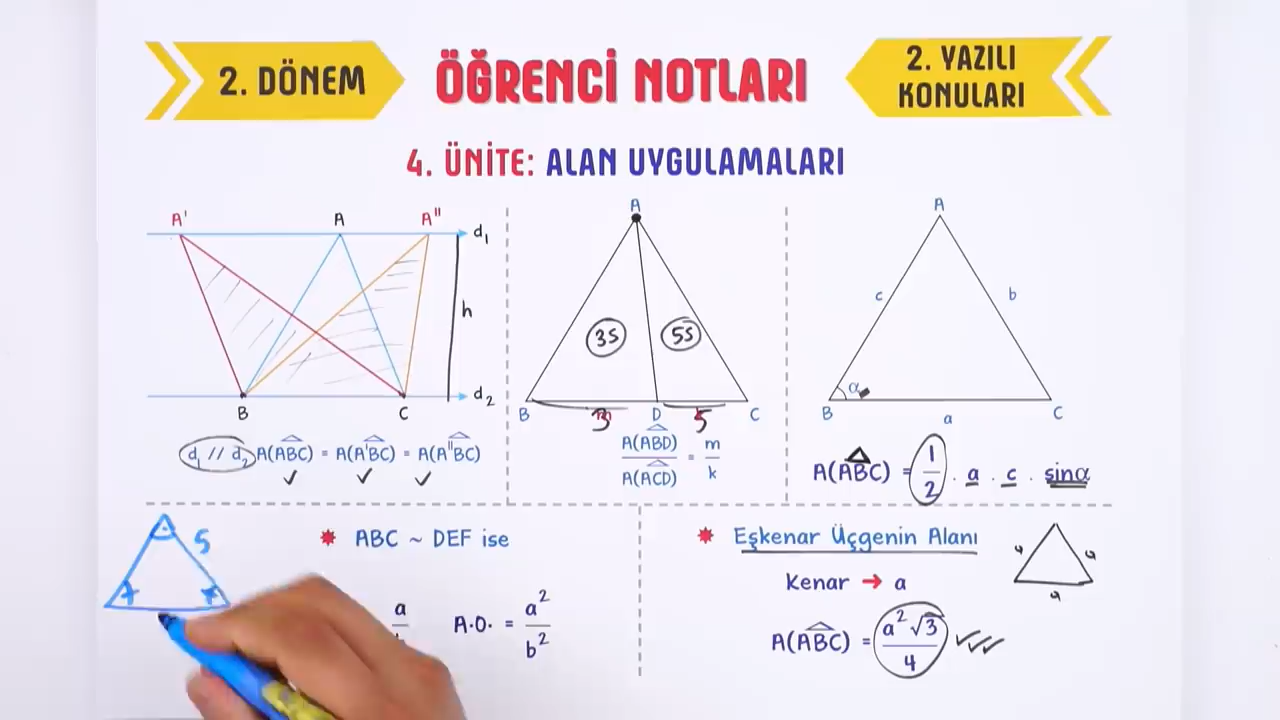 2. DÖNEM
ÖĞRENCİ NOTLARI
2. YAZILI
KONULARI
4. ÜNİTE: ALAN UYGULAMALARI
A' A A" d₁
h
B C d₂
d₁ // d₂ A(ABC) = A(A'BC) = A(A"BC)
A
3S 5S
B D C
3 5
A(ABD) / A(ACD) = m / k
A
c b
α
B C
a
A(ABC) = 1/2 . a . c . sinα
5
x x
ABC ~ DEF ise
a
A.O. = a² / b²
Eşkenar Üçgenin Alanı
Kenar → a
a a
a
A(ABC) = a²√3 / 4